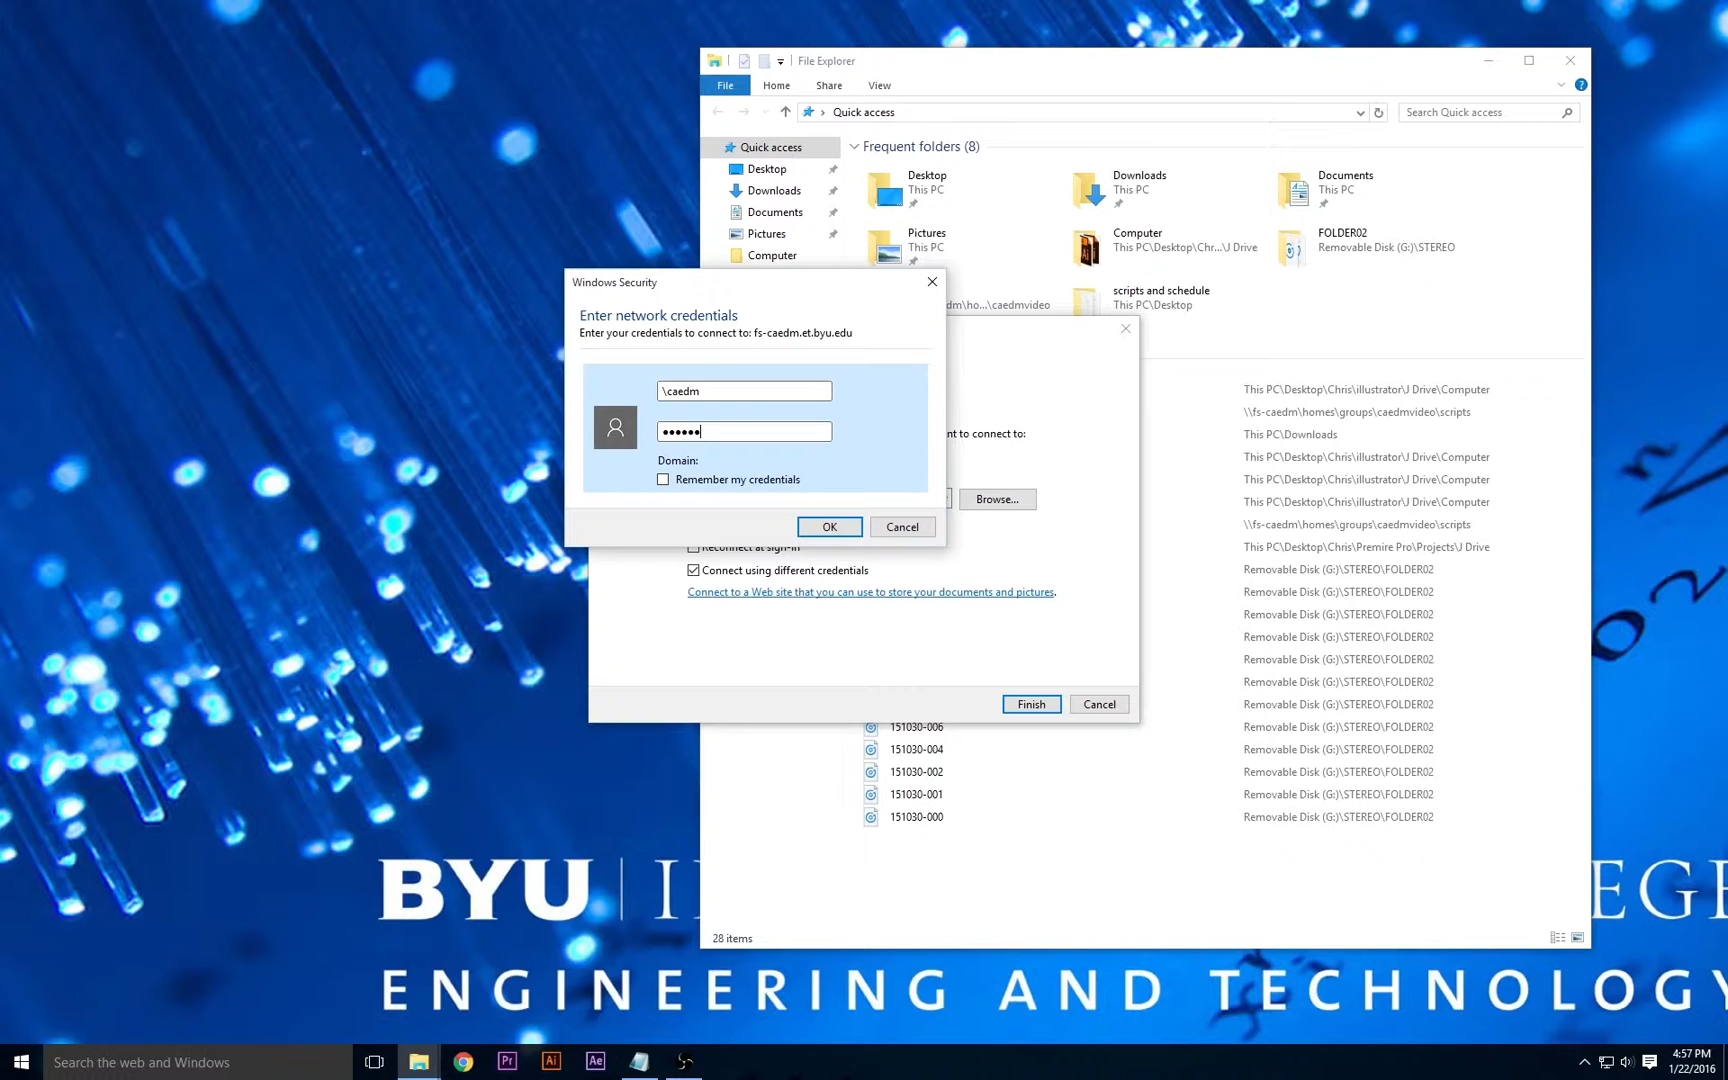 File Explorer
File Home Share View
Quick access
Search Quick access
Quick access
Desktop
Downloads
Documents
Pictures
Computer
Frequent folders (8)
Desktop
This PC
Downloads
This PC
Documents
This PC
Pictures
This PC
Computer
This PC\Desktop\Chr...\J Drive
FOLDER02
Removable Disk (G:)\STEREO
dm\ho...\caedmvideo
scripts and schedule
This PC\Desktop
Windows Security
Enter network credentials
Enter your credentials to connect to: fs-caedm.et.byu.edu
\caedm
••••••
Domain:
Remember my credentials
OK Cancel
nt to connect to:
Browse...
Reconnect at sign-in
Connect using different credentials
Connect to a Web site that you can use to store your documents and pictures.
Finish Cancel
This PC\Desktop\Chris\illustrator\J Drive\Computer
\\fs-caedm\homes\groups\caedmvideo\scripts
This PC\Downloads
This PC\Desktop\Chris\illustrator\J Drive\Computer
This PC\Desktop\Chris\illustrator\J Drive\Computer
This PC\Desktop\Chris\illustrator\J Drive\Computer
\\fs-caedm\homes\groups\caedmvideo\scripts
This PC\Desktop\Chris\Premire Pro\Projects\J Drive
Removable Disk (G:)\STEREO\FOLDER02
Removable Disk (G:)\STEREO\FOLDER02
Removable Disk (G:)\STEREO\FOLDER02
Removable Disk (G:)\STEREO\FOLDER02
Removable Disk (G:)\STEREO\FOLDER02
Removable Disk (G:)\STEREO\FOLDER02
Removable Disk (G:)\STEREO\FOLDER02
151030-006 Removable Disk (G:)\STEREO\FOLDER02
151030-004 Removable Disk (G:)\STEREO\FOLDER02
151030-002 Removable Disk (G:)\STEREO\FOLDER02
151030-001 Removable Disk (G:)\STEREO\FOLDER02
151030-000 Removable Disk (G:)\STEREO\FOLDER02
28 items
BYU I EGE
ENGINEERING AND TECHNOLOGY
Search the web and Windows
Pr Ai Ae
4:57 PM
1/22/2016